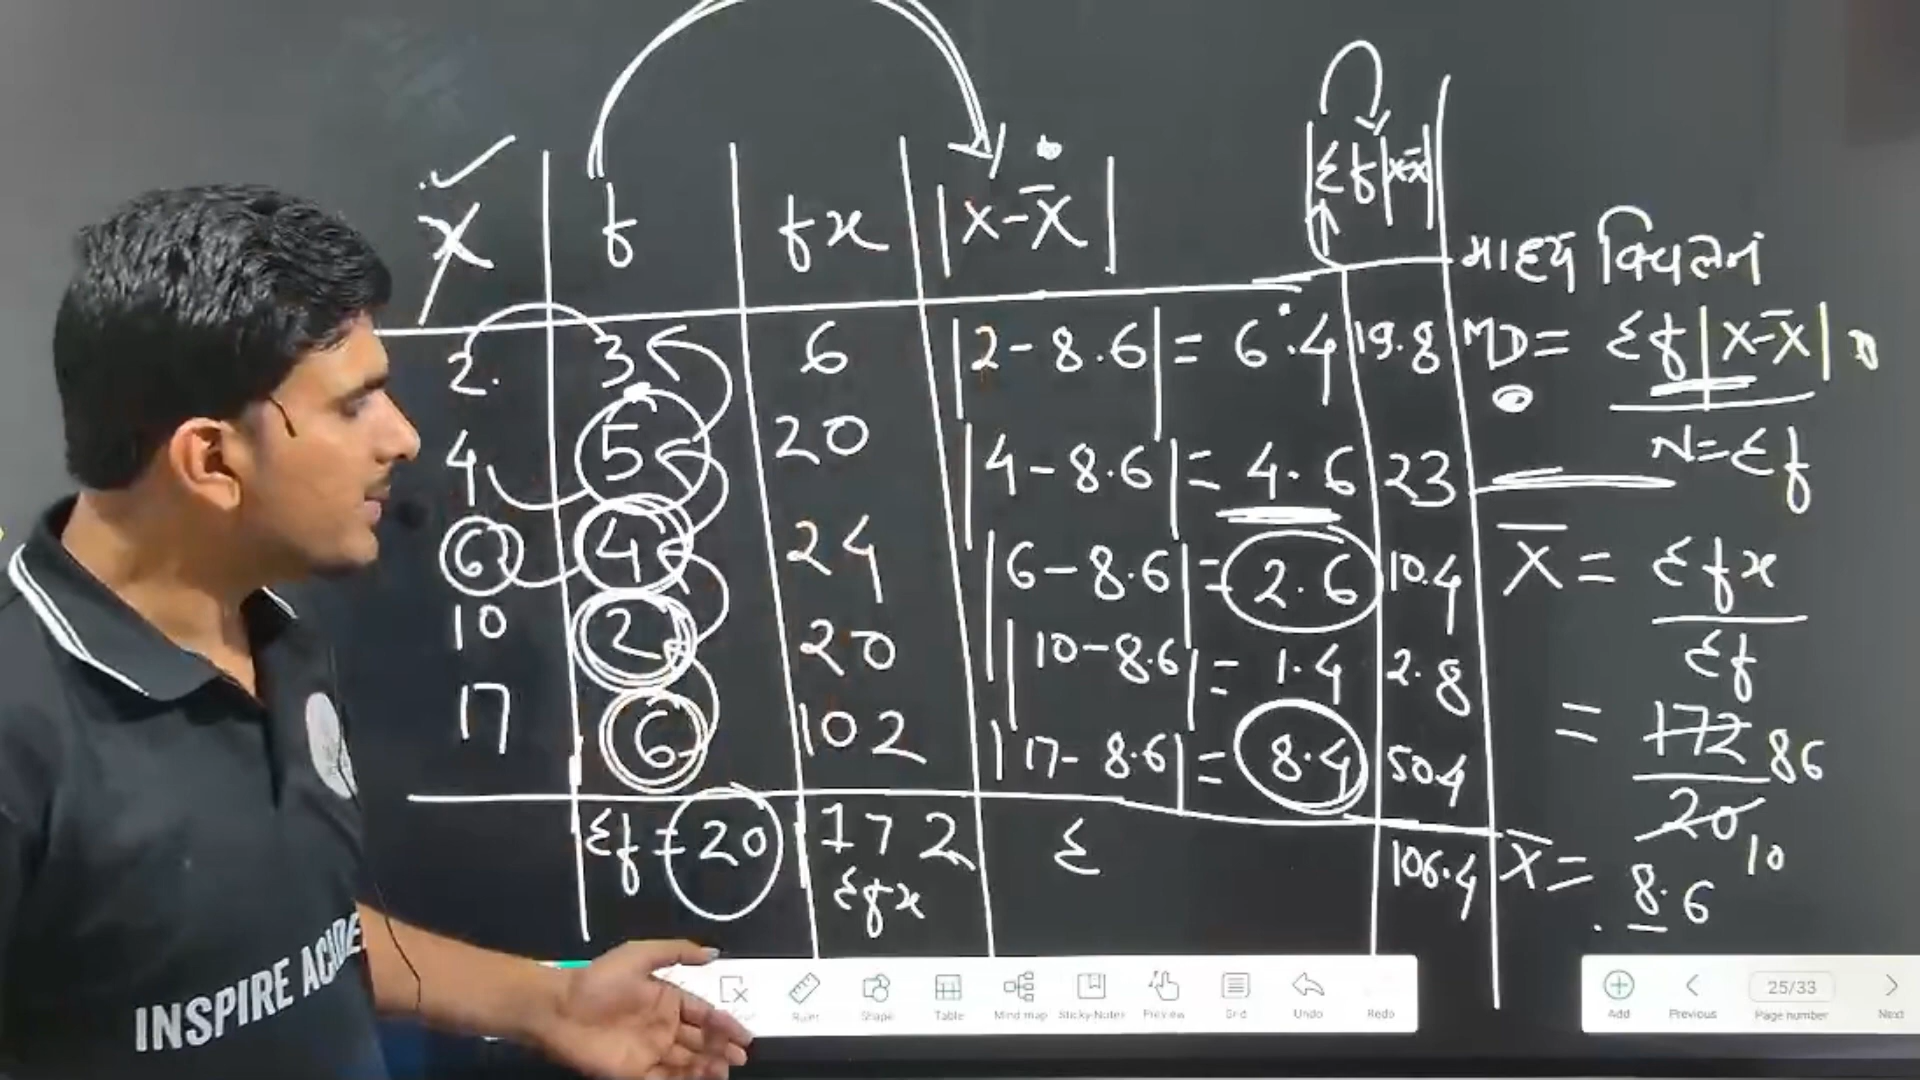 X f fx |X-X̄| Σf|x-x̄|
माध्य विचलन
2. 3 6 |2-8.6| = 6.4 19.8
MD = Σf|X-X̄| / N=Σf
4 5 20 |4-8.6| = 4.6 23
6 4 24 |6-8.6| = 2.6 10.4
X̄ = Σfx / Σf
10 2 20 |10-8.6| = 1.4 2.8
17 6 102 |17-8.6| = 8.4 50.4
= 172 86 / 20 10
Σf = 20 172 Σ 106.4
Σfx
X̄ = 8.6
INSPIRE ACADE
Ruler Shape Table Mind map Sticky-Notes Preview Grid Undo Redo
Add Previous 25/33 Next
Page number